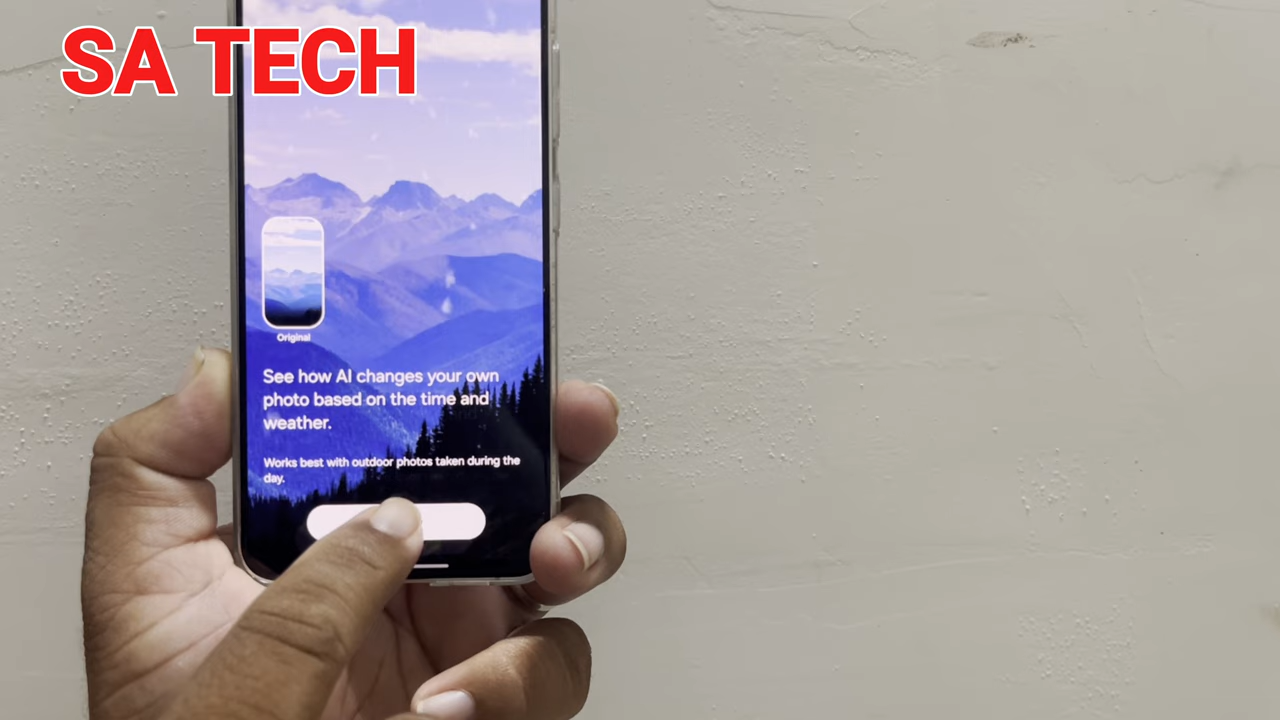 SA TECH
Original
See how AI changes your own
photo based on the time and
weather.
Works best with outdoor photos taken during the
day.